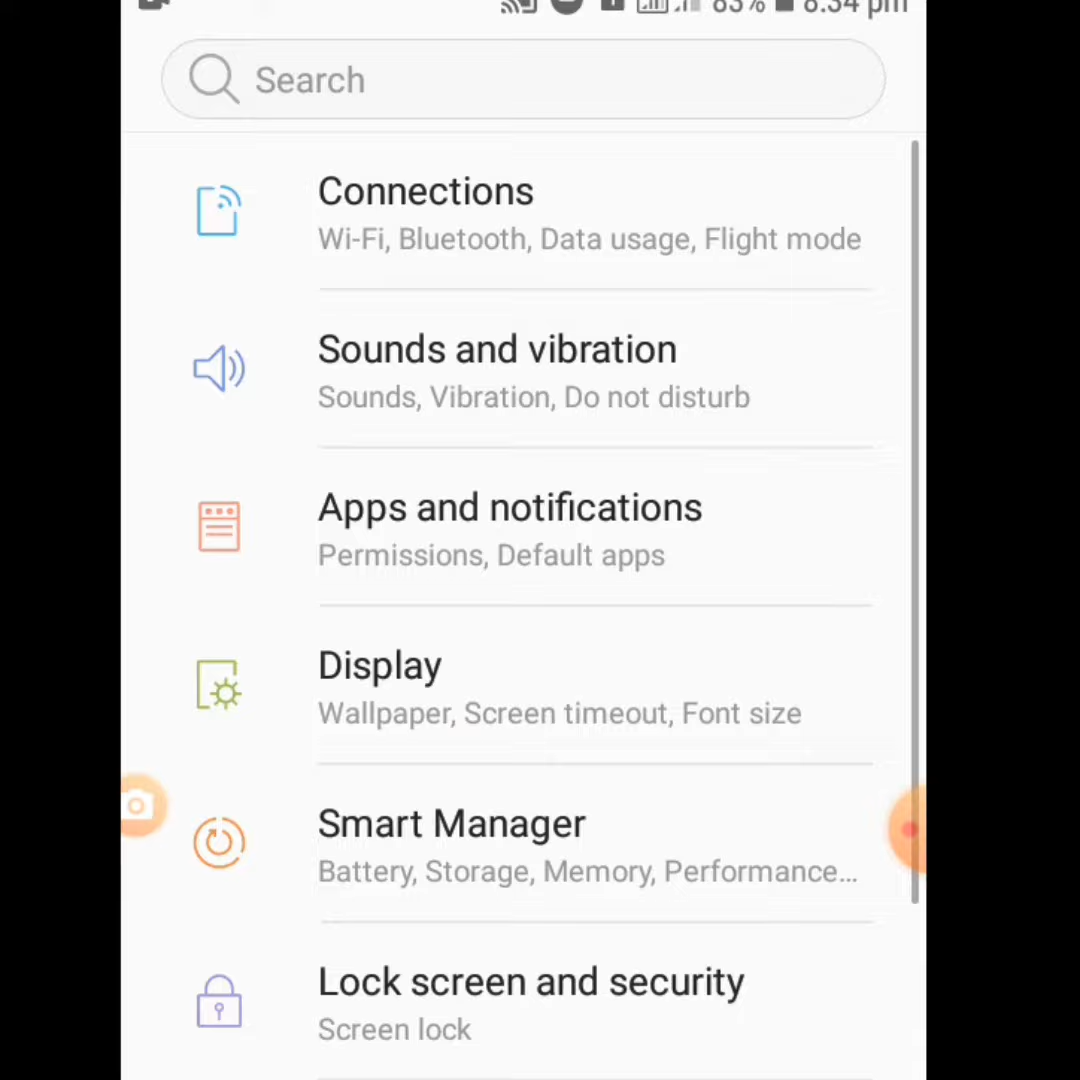 83% 8:34 pm
Search
Connections
Wi-Fi, Bluetooth, Data usage, Flight mode
Sounds and vibration
Sounds, Vibration, Do not disturb
Apps and notifications
Permissions, Default apps
Display
Wallpaper, Screen timeout, Font size
Smart Manager
Battery, Storage, Memory, Performance...
Lock screen and security
Screen lock